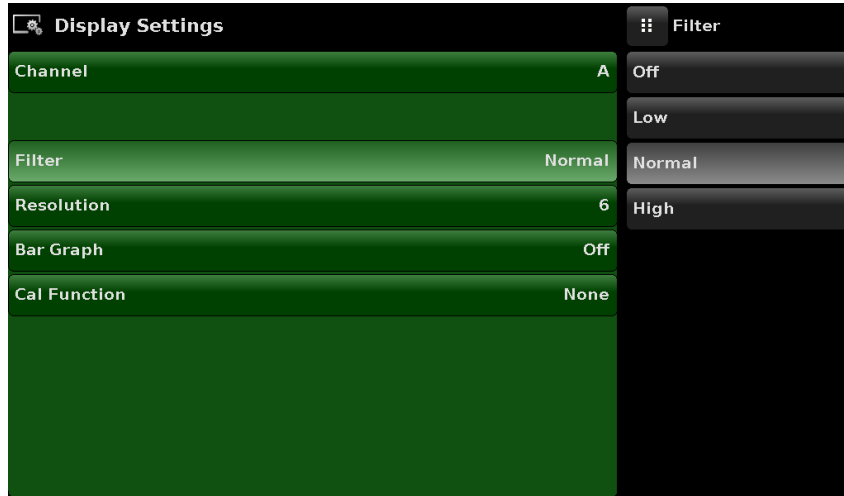 Display Settings
Channel A
Filter Normal
Resolution 6
Bar Graph Off
Cal Function None
Filter
Off
Low
Normal
High